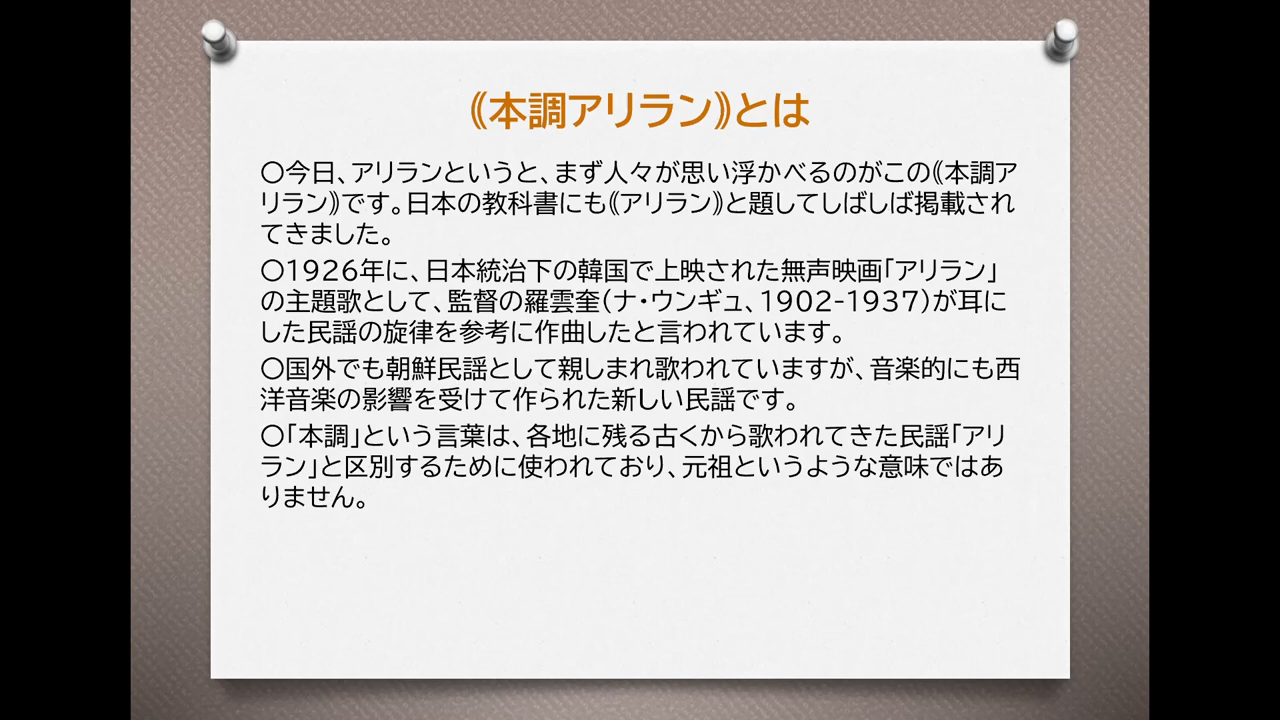 ⟪本調アリラン⟫とは
〇今日、アリランというと、まず人々が思い浮かべるのがこの⟪本調ア
リラン⟫です。日本の教科書にも⟪アリラン⟫と題してしばしば掲載され
てきました。
〇1926年に、日本統治下の韓国で上映された無声映画「アリラン」
の主題歌として、監督の羅雲奎(ナ・ウンギュ、1902-1937)が耳に
した民謡の旋律を参考に作曲したと言われています。
〇国外でも朝鮮民謡として親しまれ歌われていますが、音楽的にも西
洋音楽の影響を受けて作られた新しい民謡です。
〇「本調」という言葉は、各地に残る古くから歌われてきた民謡「アリ
ラン」と区別するために使われており、元祖というような意味ではあ
りません。